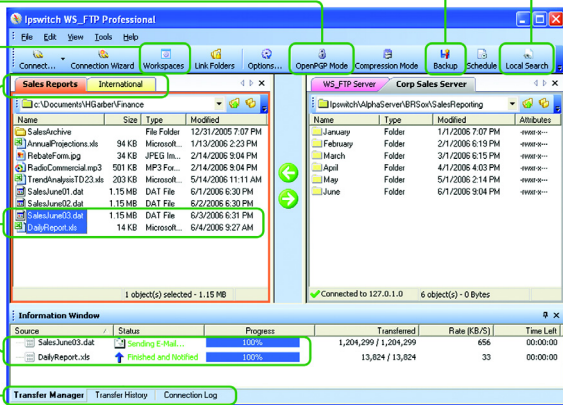 Ipswitch WS_FTP Professional
File Edit View Tools Help
Connect... Connection Wizard Workspaces Link Folders Options... OpenPGP Mode Compression Mode Backup Schedule Local Search
Sales Reports International
WS_FTP Server Corp Sales Server
c:\Documents\HGarber\Finance
Ipswitch\AlphaServer\BRSox\SalesReporting
Name Size Type Modified
SalesArchive File Folder 12/31/2005 7:07 PM
AnnualProjections.xls 94 KB Microsoft... 1/13/2006 2:23 PM
RebateForm.jpg 34 KB JPEG Im... 2/14/2006 9:04 PM
RadioCommercial.mp3 501 KB MP3 For... 2/14/2006 9:04 PM
TrendAnalysisTD23.xls 203 KB Microsoft... 5/14/2006 11:11 AM
SalesJune01.dat 1.15 MB DAT File 6/1/2006 6:30 PM
SalesJune02.dat 1.15 MB DAT File 6/2/2006 6:30 PM
SalesJune03.dat 1.15 MB DAT File 6/3/2006 6:31 PM
DailyReport.xls 14 KB Microsoft... 6/4/2006 9:27 AM
1 object(s) selected - 1.15 MB
Name Type Modified Attributes
January Folder 1/1/2006 7:07 PM -rwxr-x---
February Folder 2/1/2006 6:19 PM -rwxr-x---
March Folder 3/1/2006 6:15 PM -rwxr-x---
April Folder 4/1/2006 4:03 PM -rwxr-x---
May Folder 5/1/2006 2:14 PM -rwxr-x---
June Folder 6/1/2006 9:04 PM -rwxr-x---
Connected to 127.0.1.0 6 object(s) - 0 Bytes
Information Window
Source Status Progress Transferred Rate (KB/S) Time Left
SalesJune03.dat Sending E-Mail... 100% 1,204,299 / 1,204,299 656 00:00:00
DailyReport.xls Finished and Notified 100% 13,824 / 13,824 33 00:00:00
Transfer Manager Transfer History Connection Log